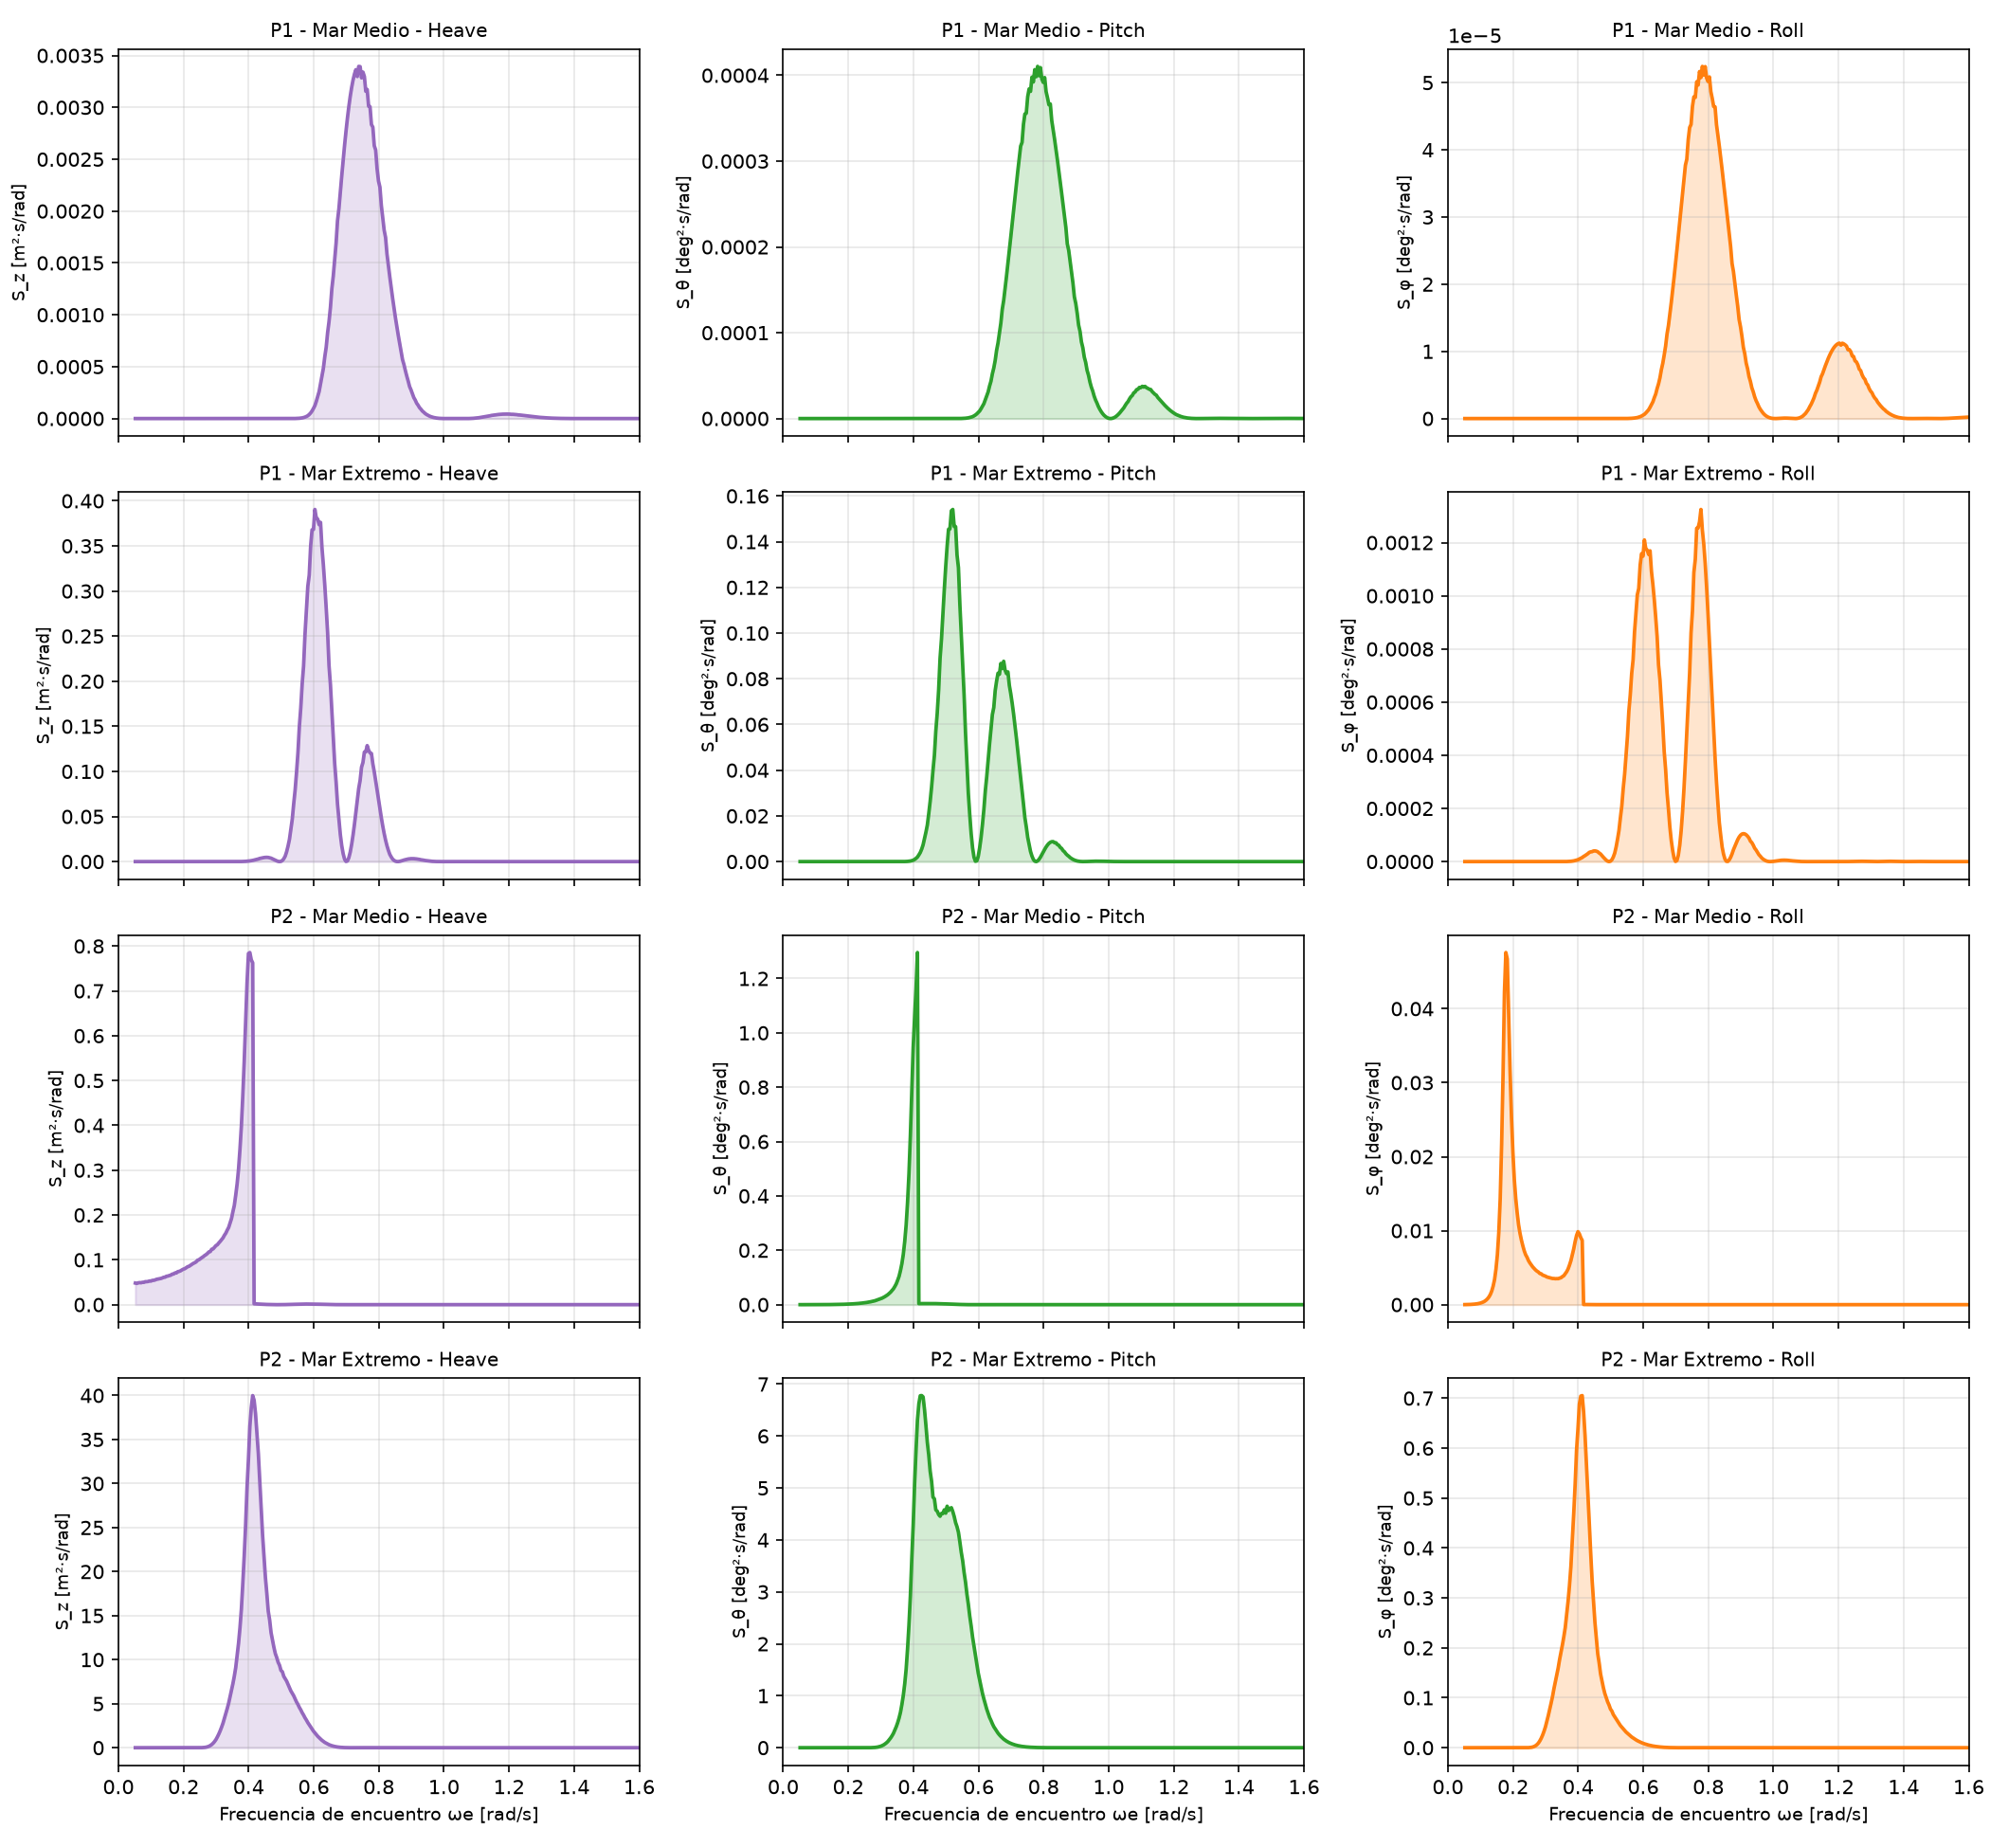 P1 - Mar Medio - Heave
0.0035
0.0030
0.0025
0.0020
0.0015
0.0010
0.0005
0.0000
S_z [m²·s/rad]
P1 - Mar Medio - Pitch
0.0004
0.0003
0.0002
0.0001
0.0000
S_θ [deg²·s/rad]
P1 - Mar Medio - Roll
1e−5
5
4
3
2
1
0
S_φ [deg²·s/rad]
P1 - Mar Extremo - Heave
0.40
0.35
0.30
0.25
0.20
0.15
0.10
0.05
0.00
S_z [m²·s/rad]
P1 - Mar Extremo - Pitch
0.16
0.14
0.12
0.10
0.08
0.06
0.04
0.02
0.00
S_θ [deg²·s/rad]
P1 - Mar Extremo - Roll
0.0012
0.0010
0.0008
0.0006
0.0004
0.0002
0.0000
S_φ [deg²·s/rad]
P2 - Mar Medio - Heave
0.8
0.7
0.6
0.5
0.4
0.3
0.2
0.1
0.0
S_z [m²·s/rad]
P2 - Mar Medio - Pitch
1.2
1.0
0.8
0.6
0.4
0.2
0.0
S_θ [deg²·s/rad]
P2 - Mar Medio - Roll
0.04
0.03
0.02
0.01
0.00
S_φ [deg²·s/rad]
P2 - Mar Extremo - Heave
40
35
30
25
20
15
10
5
0
S_z [m²·s/rad]
0.0 0.2 0.4 0.6 0.8 1.0 1.2 1.4 1.6
Frecuencia de encuentro ωe [rad/s]
P2 - Mar Extremo - Pitch
7
6
5
4
3
2
1
0
S_θ [deg²·s/rad]
0.0 0.2 0.4 0.6 0.8 1.0 1.2 1.4 1.6
Frecuencia de encuentro ωe [rad/s]
P2 - Mar Extremo - Roll
0.7
0.6
0.5
0.4
0.3
0.2
0.1
0.0
S_φ [deg²·s/rad]
0.0 0.2 0.4 0.6 0.8 1.0 1.2 1.4 1.6
Frecuencia de encuentro ωe [rad/s]